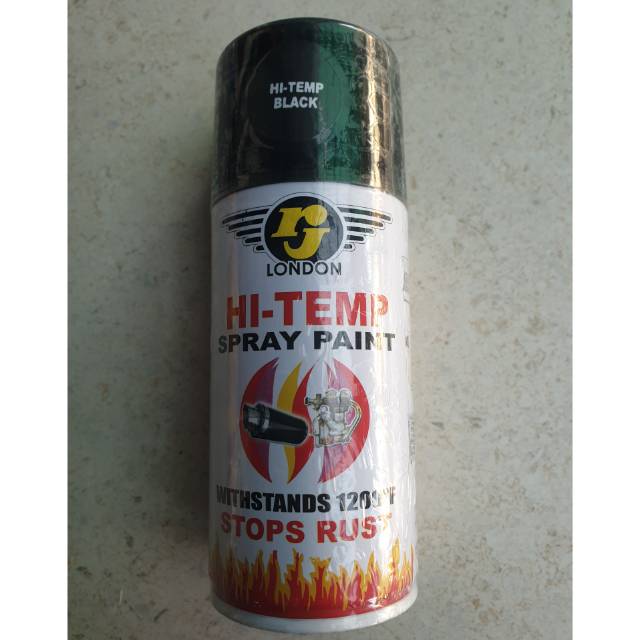 HI-TEMP
BLACK
rj
LONDON
HI-TEMP
SPRAY PAINT
WITHSTANDS 1200°F
STOPS RUST